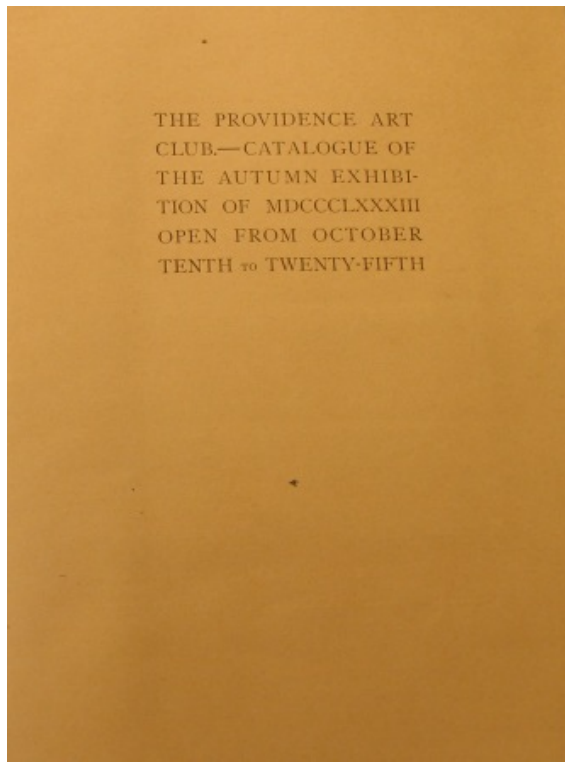 THE PROVIDENCE ART
CLUB.—CATALOGUE OF
THE AUTUMN EXHIBI-
TION OF MDCCCLXXXIII
OPEN FROM OCTOBER
TENTH TO TWENTY-FIFTH